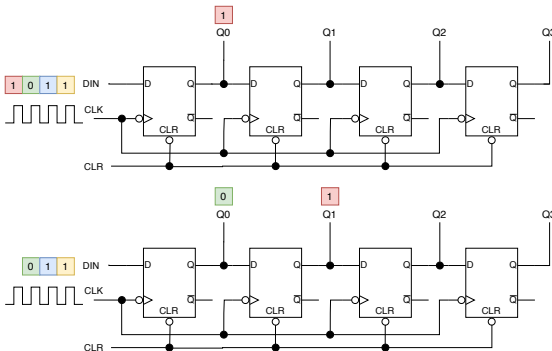 1
Q0 Q1 Q2 Q3
1 0 1 1 DIN D Q D Q D Q D Q
CLK Q Q Q Q
CLR CLR CLR CLR
CLR
0 1
Q0 Q1 Q2 Q3
0 1 1 DIN D Q D Q D Q D Q
CLK Q Q Q Q
CLR CLR CLR CLR
CLR